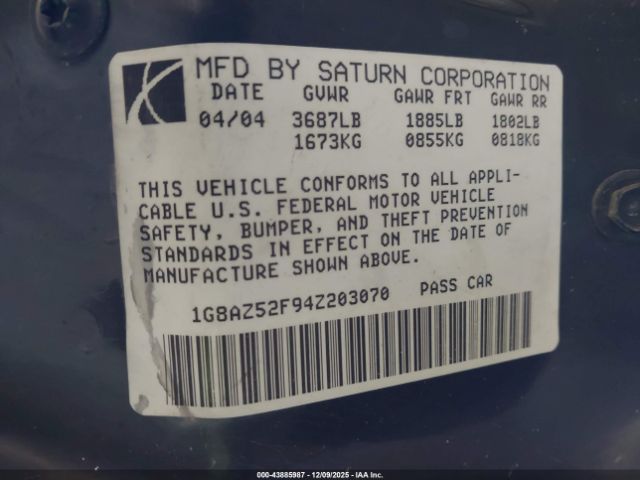 MFD BY SATURN CORPORATION
DATE GVWR GAWR FRT GAWR RR
04/04 3687LB 1885LB 1802LB
1673KG 0855KG 0818KG
THIS VEHICLE CONFORMS TO ALL APPLI-
CABLE U.S. FEDERAL MOTOR VEHICLE
SAFETY, BUMPER, AND THEFT PREVENTION
STANDARDS IN EFFECT ON THE DATE OF
MANUFACTURE SHOWN ABOVE.
1G8AZ52F94Z203070 PASS CAR
000-43885987 - 12/09/2025 - IAA Inc.